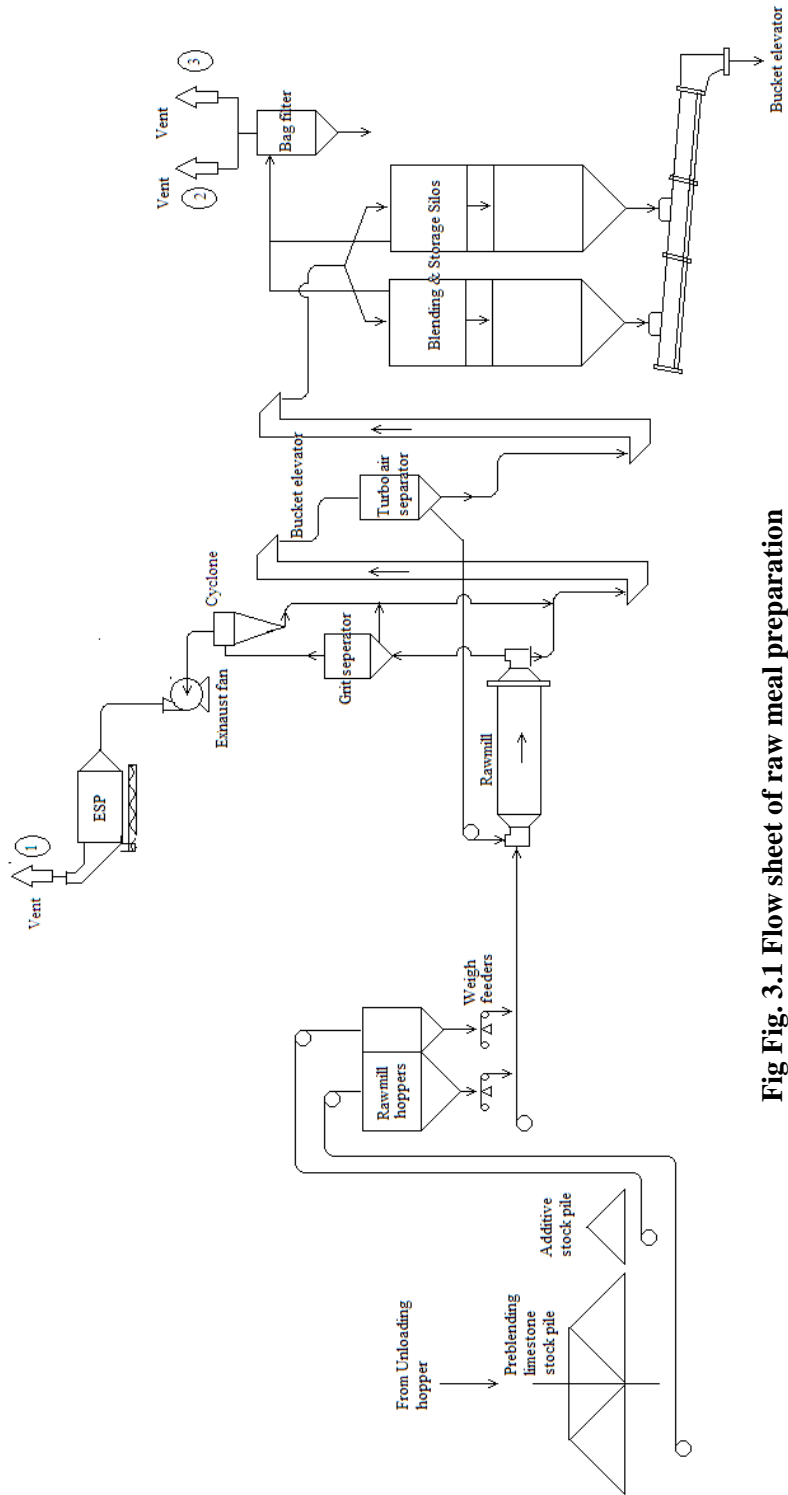 From Unloading
hopper
Preblending
limestone
stock pile
Additive
stock pile
Rawmill
hoppers
Weigh
feeders
Rawmill
Vent
1
ESP
Exnaust fan
Cyclone
Grit seperator
Bucket elevator
Turbo air
separator
Blending & Storage Silos
Vent
2
Vent
3
Bag filter
Bucket elevator
Fig Fig. 3.1 Flow sheet of raw meal preparation